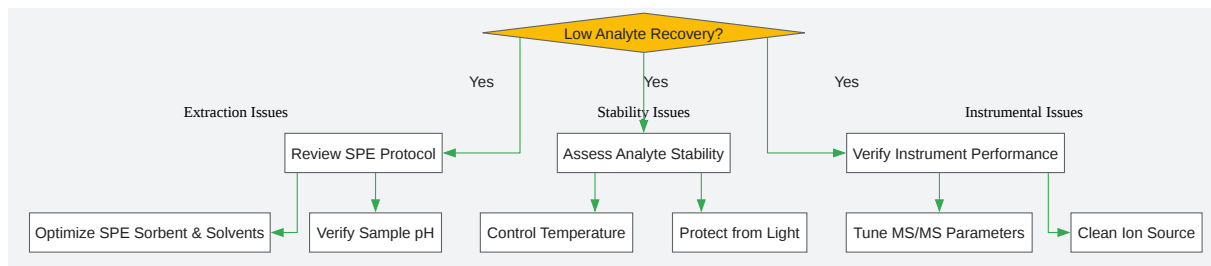 Low Analyte Recovery?
Yes
Yes
Yes
Extraction Issues
Stability Issues
Instrumental Issues
Review SPE Protocol
Assess Analyte Stability
Verify Instrument Performance
Optimize SPE Sorbent & Solvents
Verify Sample pH
Control Temperature
Protect from Light
Tune MS/MS Parameters
Clean Ion Source